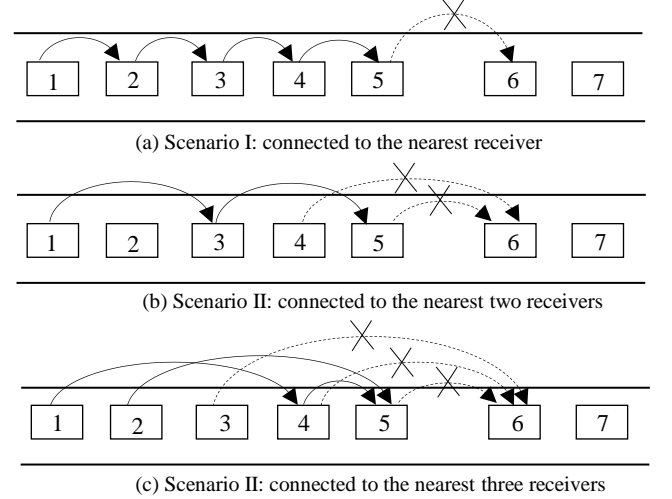 1 2 3 4 5 6 7
(a) Scenario I: connected to the nearest receiver
1 2 3 4 5 6 7
(b) Scenario II: connected to the nearest two receivers
1 2 3 4 5 6 7
(c) Scenario II: connected to the nearest three receivers